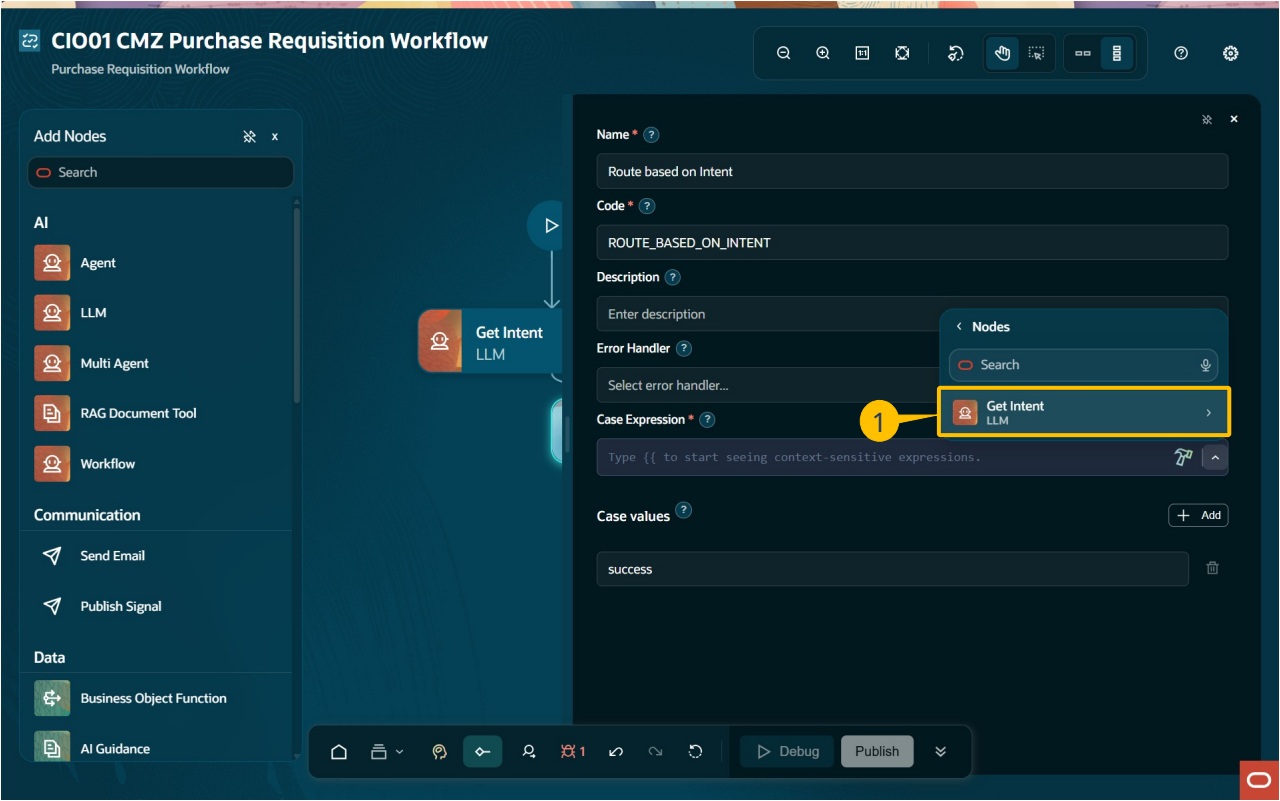 CIO01 CMZ Purchase Requisition Workflow
Purchase Requisition Workflow
1:1
Add Nodes
x
Search
AI
Agent
LLM
Multi Agent
RAG Document Tool
Workflow
Communication
Send Email
Publish Signal
Data
Business Object Function
AI Guidance
Get Intent
LLM
Name * ?
Route based on Intent
Code * ?
ROUTE_BASED_ON_INTENT
Description ?
Enter description
Error Handler ?
Select error handler...
Case Expression * ?
Type {{ to start seeing context-sensitive expressions.
Case values ?
+ Add
success
Nodes
Search
Get Intent
LLM
1
1
Debug
Publish